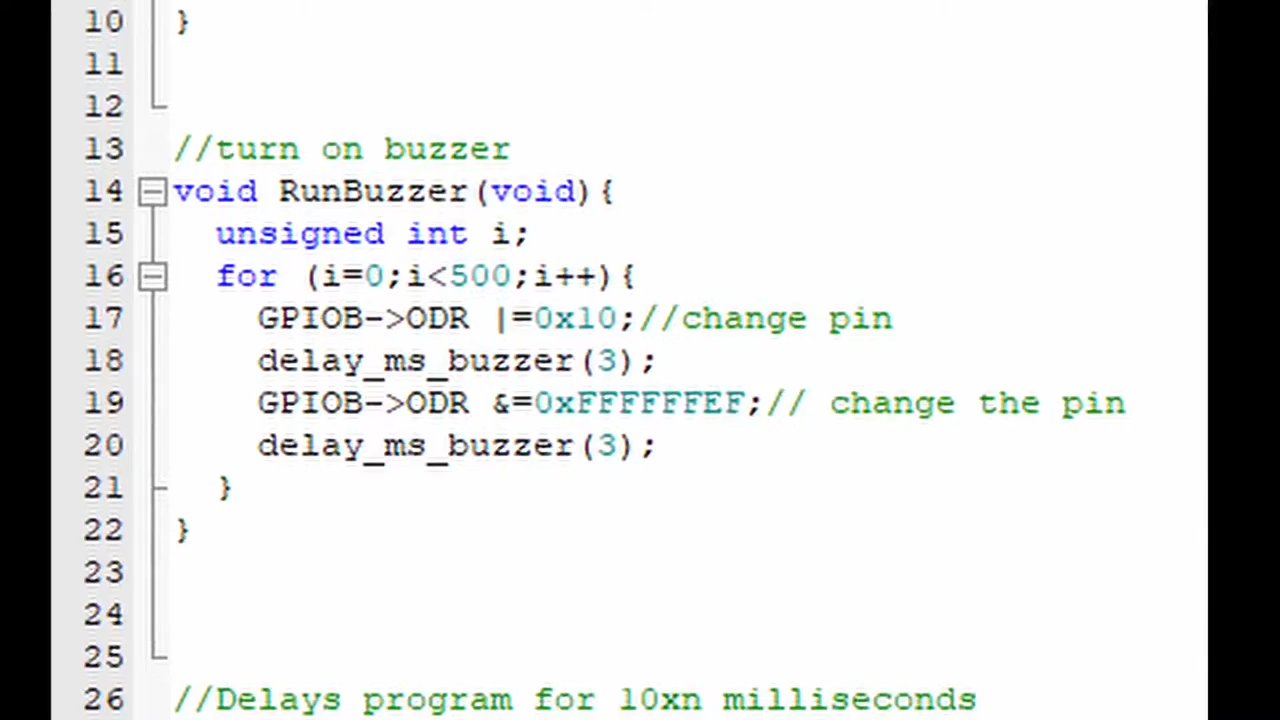 10 }
11
12
13 //turn on buzzer
14 void RunBuzzer(void){
15 unsigned int i;
16 for (i=0;i<500;i++){
17 GPIOB->ODR |=0x10;//change pin
18 delay_ms_buzzer(3);
19 GPIOB->ODR &=0xFFFFFFEF;// change the pin
20 delay_ms_buzzer(3);
21 }
22 }
23
24
25
26 //Delays program for 10xn milliseconds